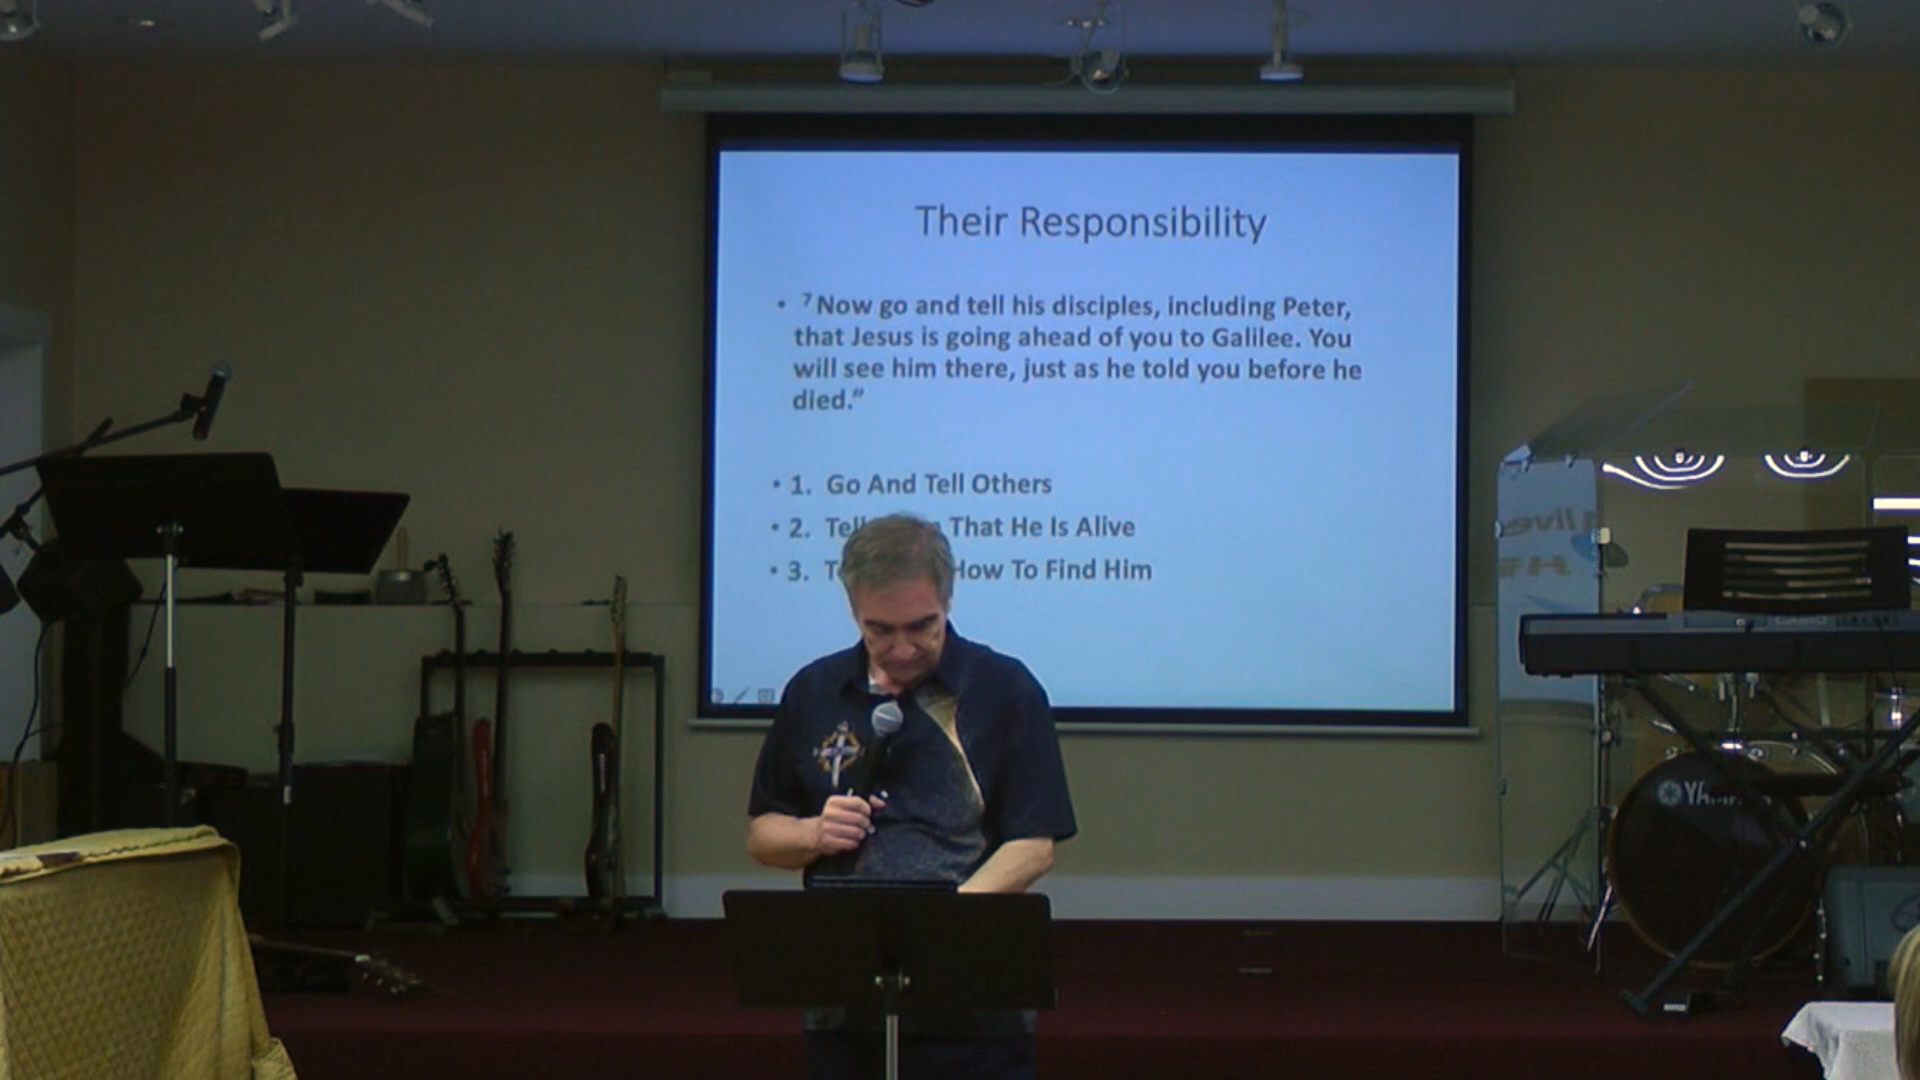 Their Responsibility
• ⁷ Now go and tell his disciples, including Peter,
that Jesus is going ahead of you to Galilee. You
will see him there, just as he told you before he
died.”
• 1. Go And Tell Others
• 2. Tell That He Is Alive
• 3. How To Find Him
CASIO